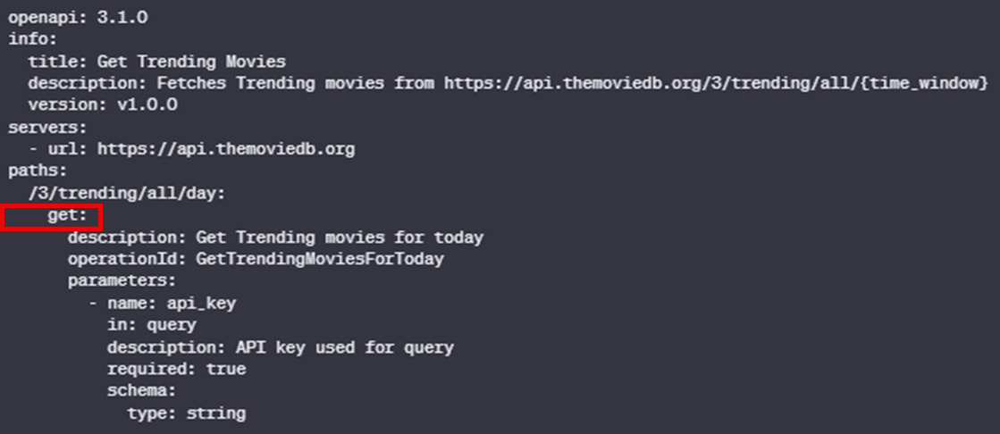 openapi: 3.1.0
info:
  title: Get Trending Movies
  description: Fetches Trending movies from https://api.themoviedb.org/3/trending/all/{time_window}
  version: v1.0.0
servers:
  - url: https://api.themoviedb.org
paths:
  /3/trending/all/day:
    get:
      description: Get Trending movies for today
      operationId: GetTrendingMoviesForToday
      parameters:
        - name: api_key
          in: query
          description: API key used for query
          required: true
          schema:
            type: string